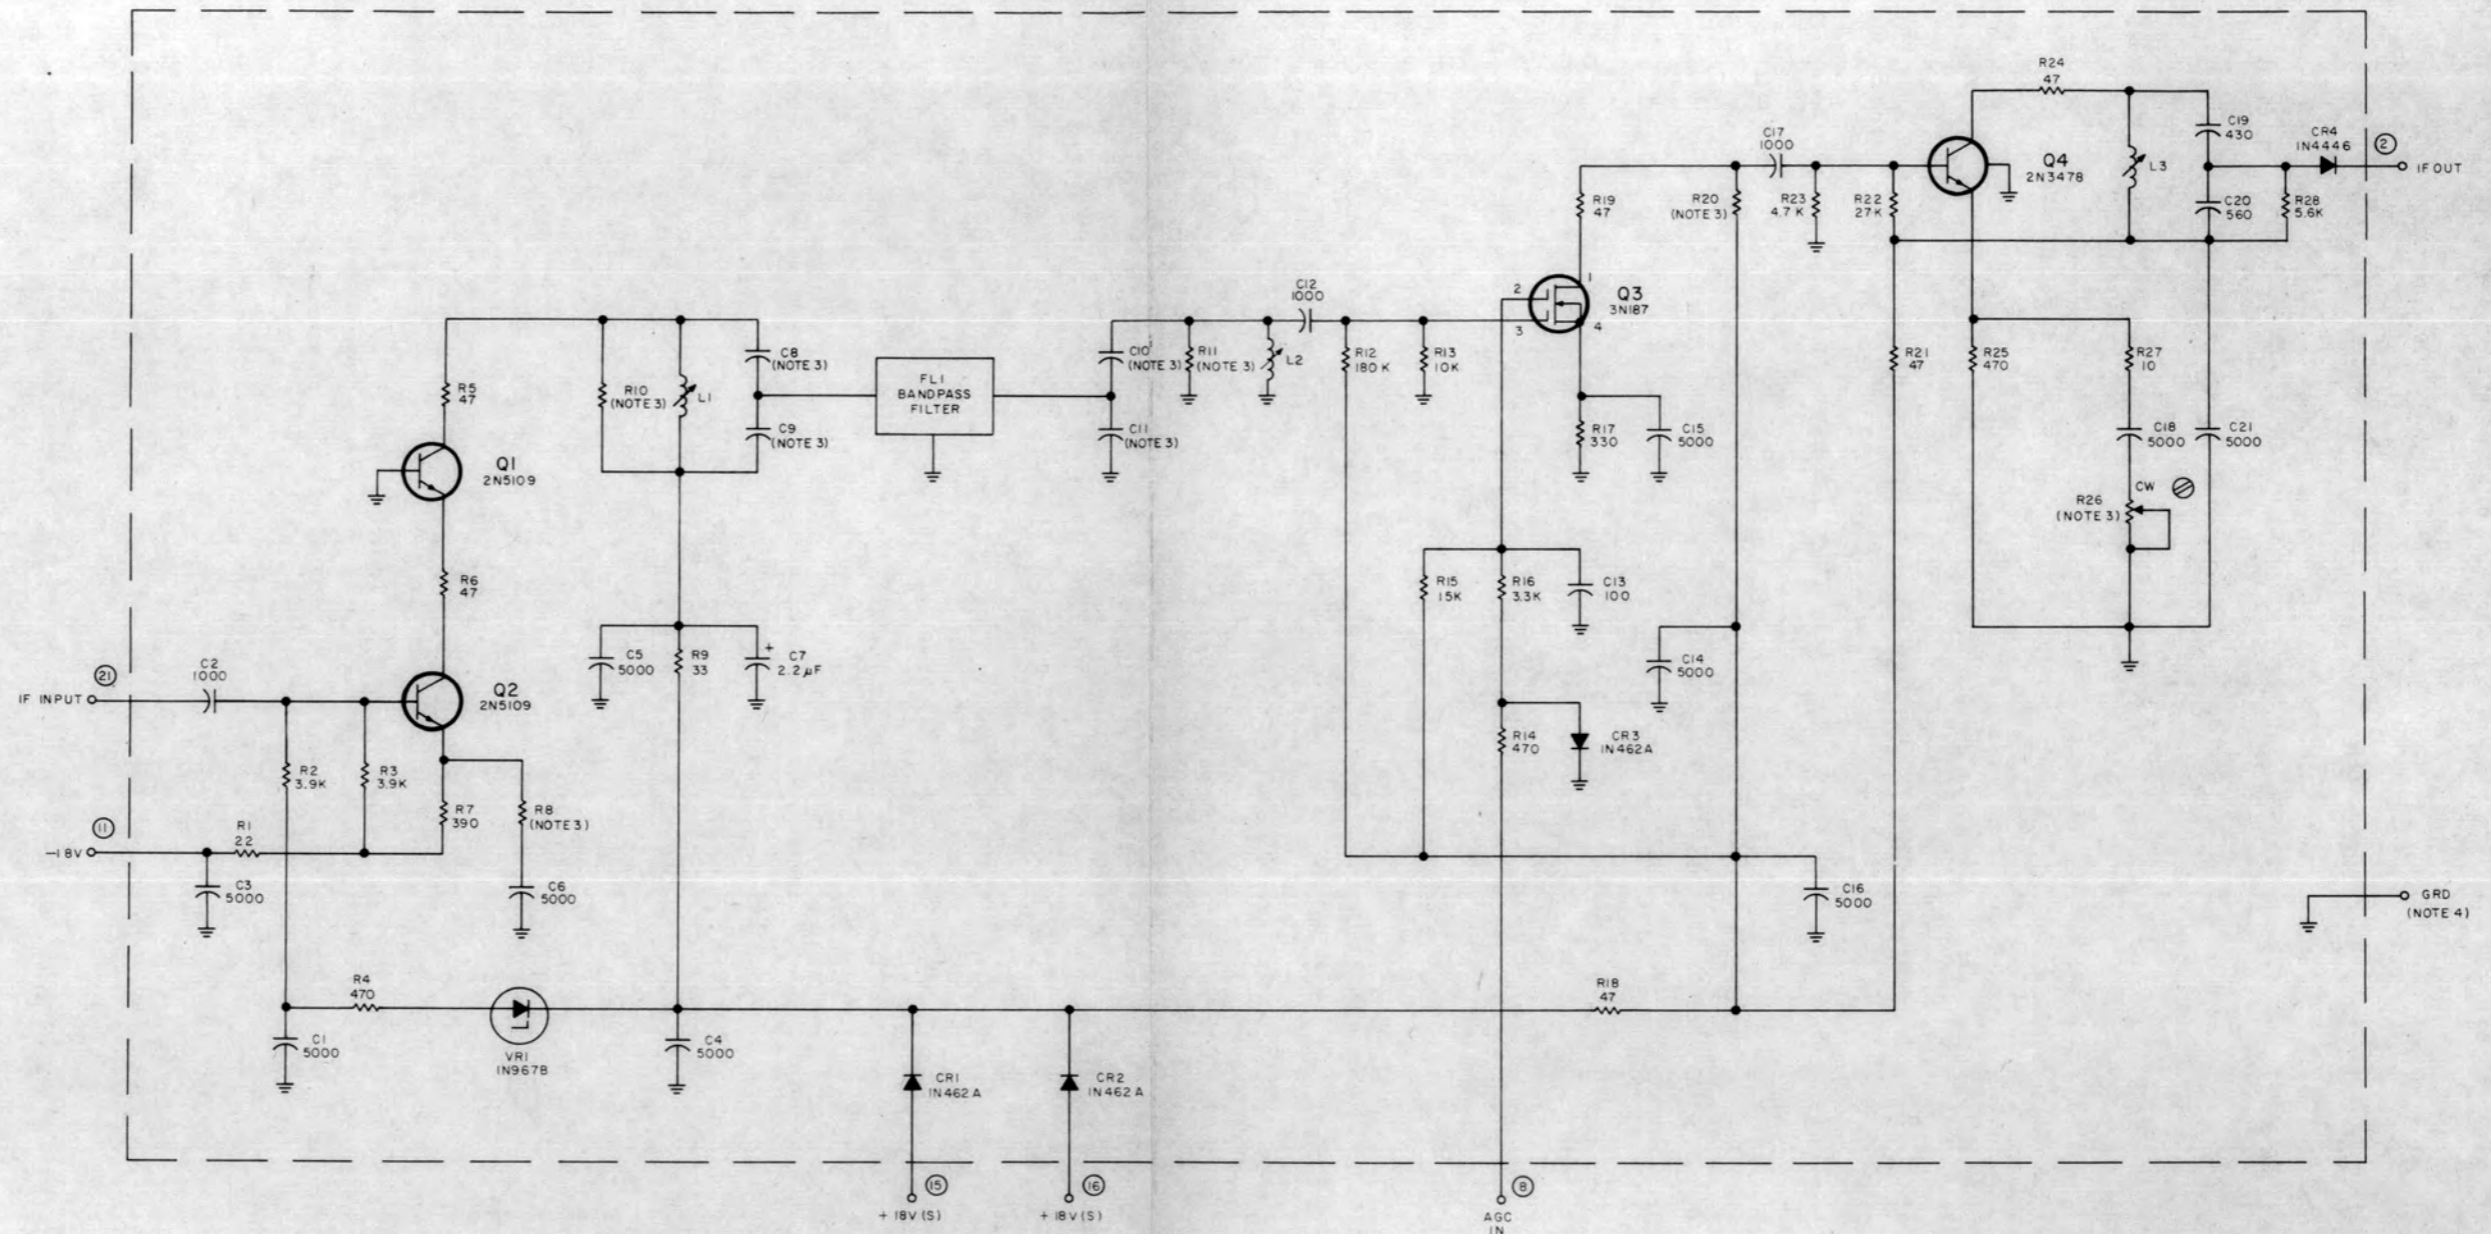 R24
47
C19
430
CR4
1N4446
2
IF OUT
C17
1000
Q4
2N3478
L3
R19
47
R20
(NOTE 3)
R23
4.7 K
R22
27K
C20
560
R28
5.6K
C12
1000
2
1
3
4
Q3
3N187
C8
(NOTE 3)
C10
(NOTE 3)
R11
(NOTE 3)
L2
R12
180 K
R13
10K
R21
47
R25
470
R27
10
R5
47
R10
(NOTE 3)
L1
FL1
BANDPASS
FILTER
C9
(NOTE 3)
C11
(NOTE 3)
R17
330
C15
5000
C18
5000
C21
5000
Q1
2N5109
CW
R26
(NOTE 3)
R6
47
R15
15K
R16
3.3K
C13
100
21
IF INPUT
C2
1000
Q2
2N5109
C5
5000
R9
33
+
C7
2.2 µF
C14
5000
R14
470
CR3
1N462A
R2
3.9K
R3
3.9K
R7
390
R8
(NOTE 3)
11
-18V
R1
22
C3
5000
C6
5000
C16
5000
GRD
(NOTE 4)
R4
470
R18
47
C1
5000
VR1
1N967B
C4
5000
CR1
1N462A
CR2
1N462A
15
+18V(S)
16
+18V(S)
8
AGC
IN